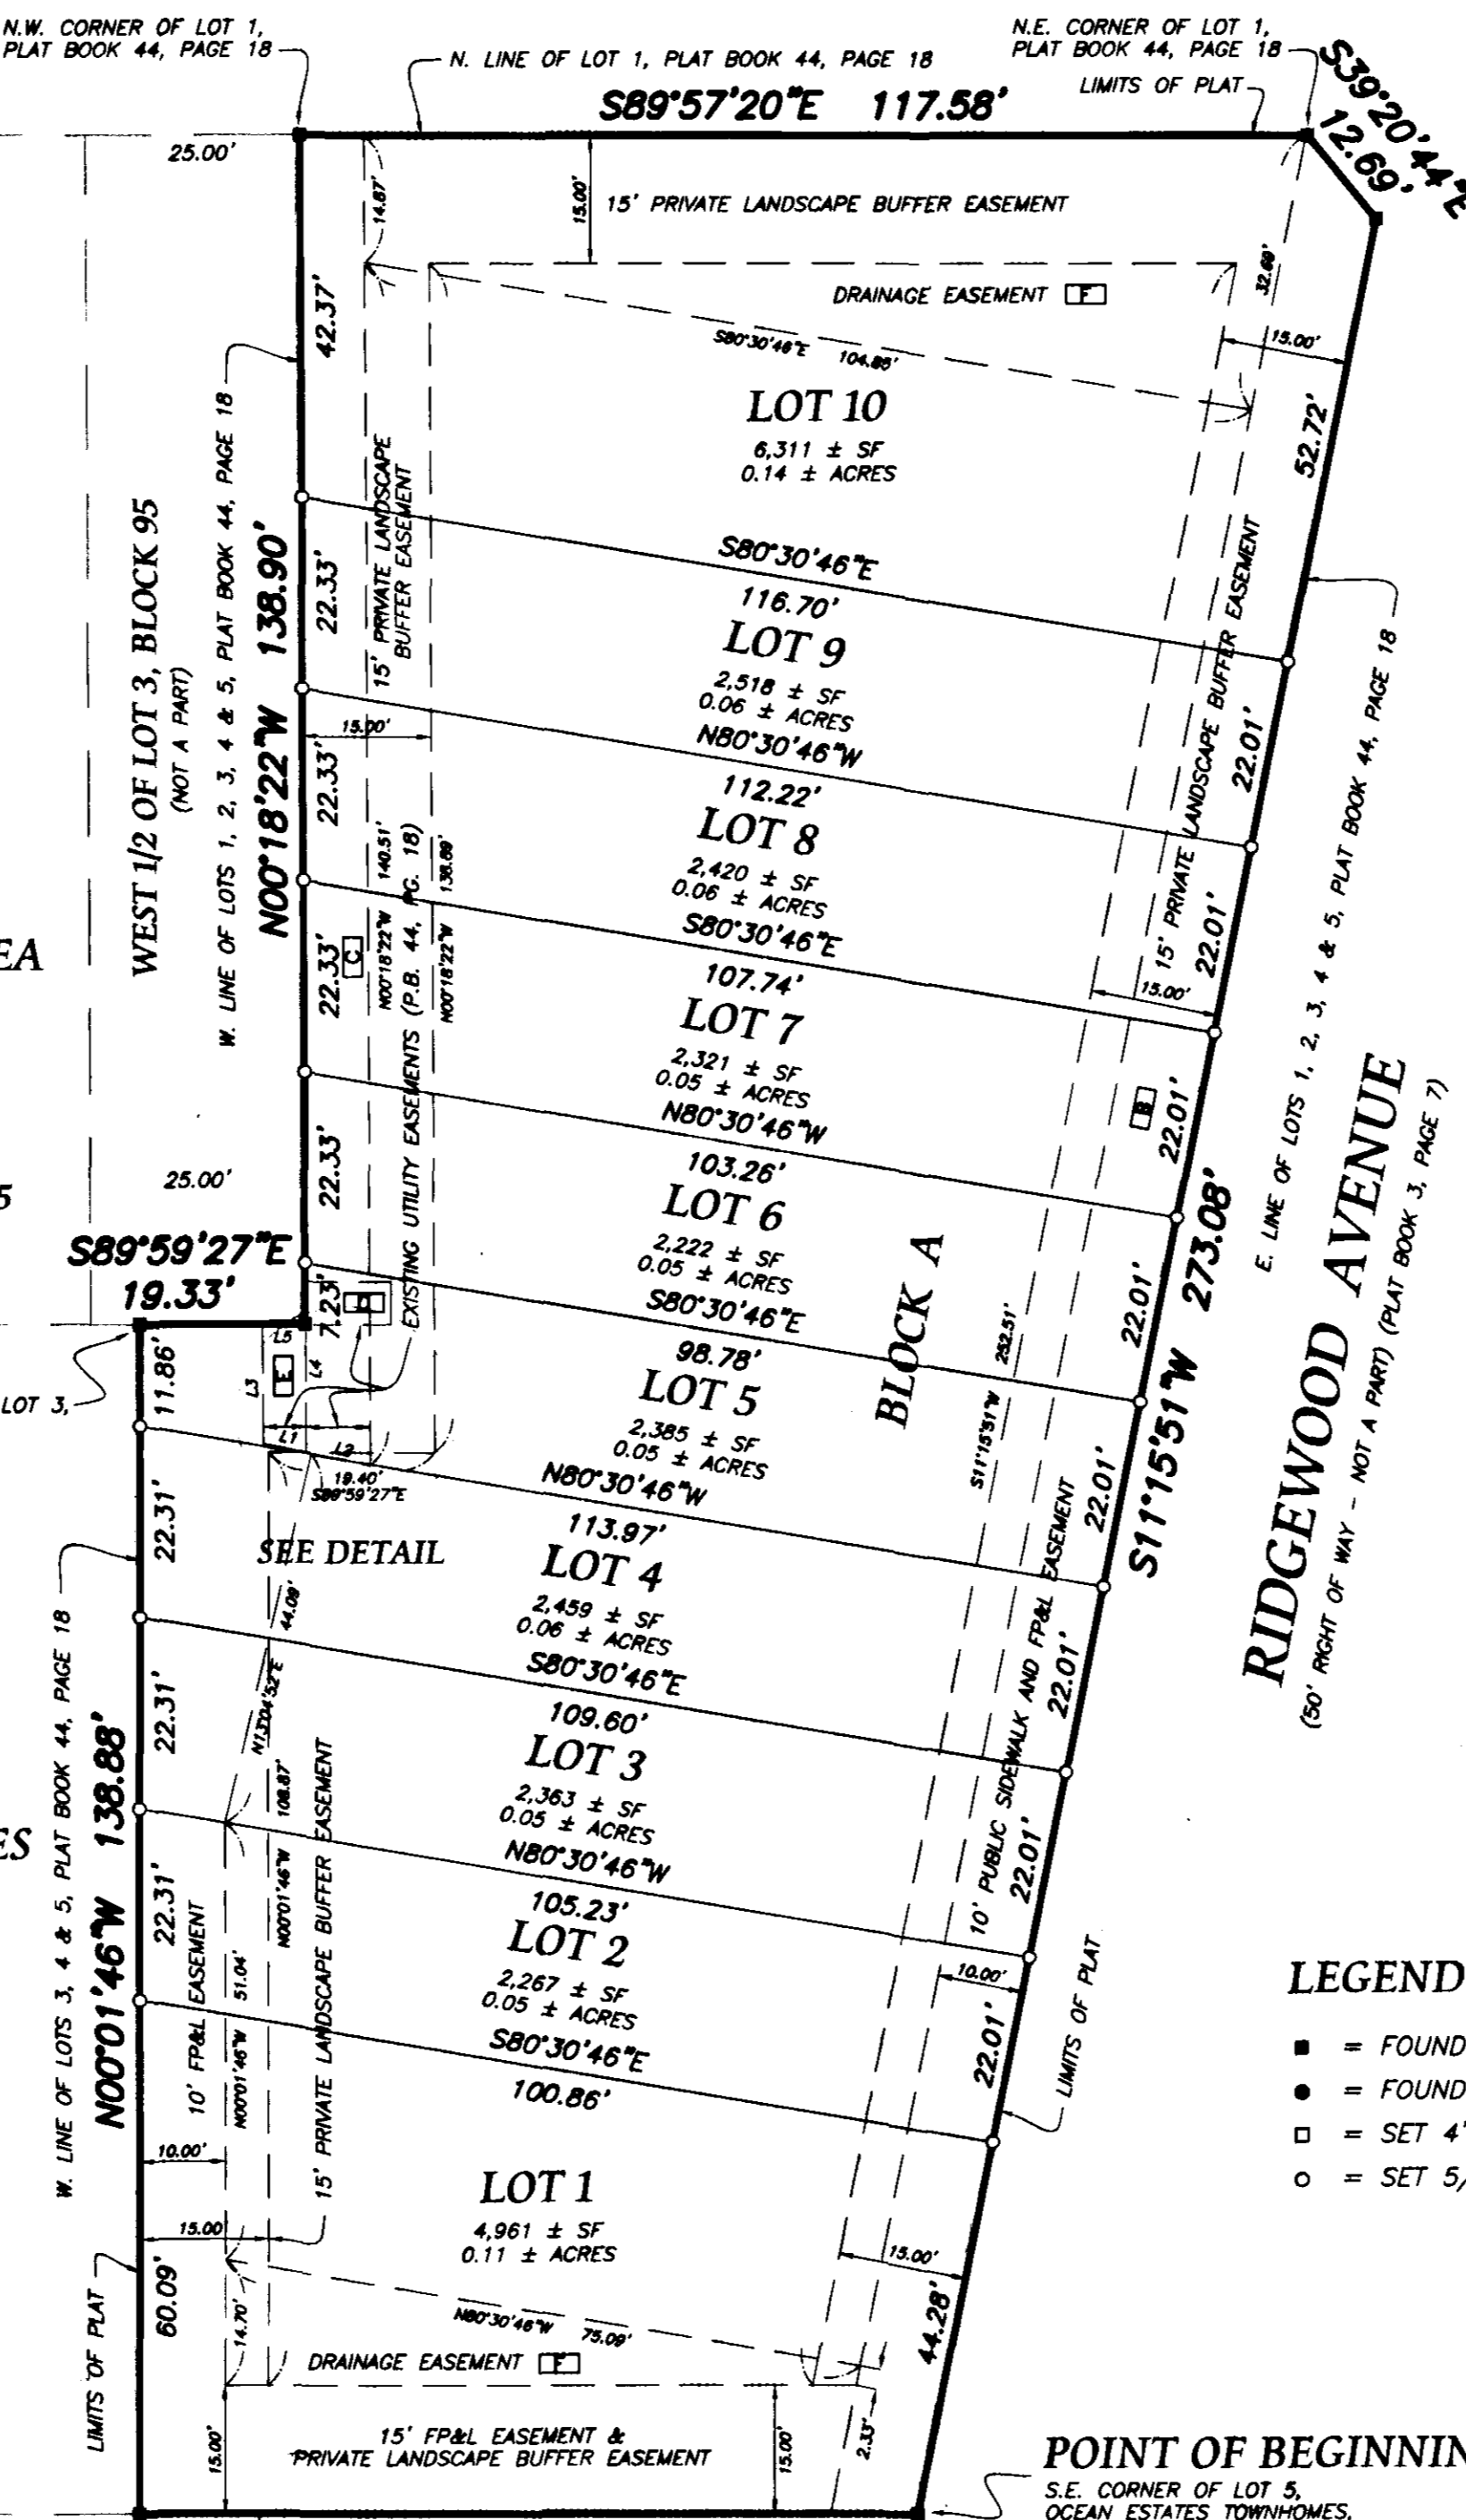 N.W. CORNER OF LOT 1,
PLAT BOOK 44, PAGE 18
N. LINE OF LOT 1, PLAT BOOK 44, PAGE 18
N.E. CORNER OF LOT 1,
PLAT BOOK 44, PAGE 18
LIMITS OF PLAT
S89°57'20"E 117.58'
S39°20'44"E
12.69'
25.00'
14.87'
15.00'
15' PRIVATE LANDSCAPE BUFFER EASEMENT
DRAINAGE EASEMENT F
32.69'
S80°30'46"E 104.85'
15.00'
42.37'
LOT 10
6,311 ± SF
0.14 ± ACRES
52.72'
W. LINE OF LOTS 1, 2, 3, 4 & 5, PLAT BOOK 44, PAGE 18
WEST 1/2 OF LOT 3, BLOCK 95
(NOT A PART)
N00°18'22"W 138.90'
15' PRIVATE LANDSCAPE
BUFFER EASEMENT
S80°30'46"E
116.70'
22.33'
LOT 9
2,518 ± SF
0.06 ± ACRES
N80°30'46"W
112.22'
22.01'
15' PRIVATE LANDSCAPE BUFFER EASEMENT
15.00'
22.33'
LOT 8
2,420 ± SF
0.06 ± ACRES
S80°30'46"E
107.74'
22.01'
15.00'
E. LINE OF LOTS 1, 2, 3, 4 & 5, PLAT BOOK 44, PAGE 18
EA
22.33'
C
N00°18'22"W 140.51'
EXISTING UTILITY EASEMENTS (P.B. 44, PG. 18)
N00°18'22"W 138.89'
LOT 7
2,321 ± SF
0.05 ± ACRES
N80°30'46"W
103.26'
B
22.01'
25.00'
5
22.33'
LOT 6
2,222 ± SF
0.05 ± ACRES
S80°30'46"E
98.78'
22.01'
S11°15'51"W 273.08'
BLOCK A
252.51'
S11°15'51"W
RIDGEWOOD AVENUE
(50' RIGHT OF WAY - NOT A PART) (PLAT BOOK 3, PAGE 7)
S89°59'27"E
19.33'
7.23'
D
L5
E
L3
L4
L1
L2
11.86'
LOT 3,
LOT 5
2,385 ± SF
0.05 ± ACRES
N80°30'46"W
113.97'
22.01'
19.40'
S89°59'27"E
SEE DETAIL
22.31'
44.09'
N13°04'52"E
LOT 4
2,459 ± SF
0.06 ± ACRES
S80°30'46"E
109.60'
22.01'
10' PUBLIC SIDEWALK AND FP&L EASEMENT
W. LINE OF LOTS 3, 4 & 5, PLAT BOOK 44, PAGE 18
N00°01'46"W 138.88'
22.31'
N00°01'46"W 108.87'
15' PRIVATE LANDSCAPE BUFFER EASEMENT
LOT 3
2,363 ± SF
0.05 ± ACRES
N80°30'46"W
105.23'
22.01'
ES
22.31'
10' FP&L EASEMENT
N00°01'46"W 51.04'
LOT 2
2,267 ± SF
0.05 ± ACRES
S80°30'46"E
100.86'
10.00'
22.01'
LIMITS OF PLAT
LEGEND
■ = FOUND
● = FOUND
□ = SET 4"
○ = SET 5/
10.00'
15.00
LOT 1
4,961 ± SF
0.11 ± ACRES
15.00'
44.28'
60.09'
LIMITS OF PLAT
14.70'
N80°30'46"W 75.09'
DRAINAGE EASEMENT F
15.00'
15' FP&L EASEMENT &
PRIVATE LANDSCAPE BUFFER EASEMENT
15.00'
2.33'
POINT OF BEGINNIN
S.E. CORNER OF LOT 5,
OCEAN ESTATES TOWNHOMES,